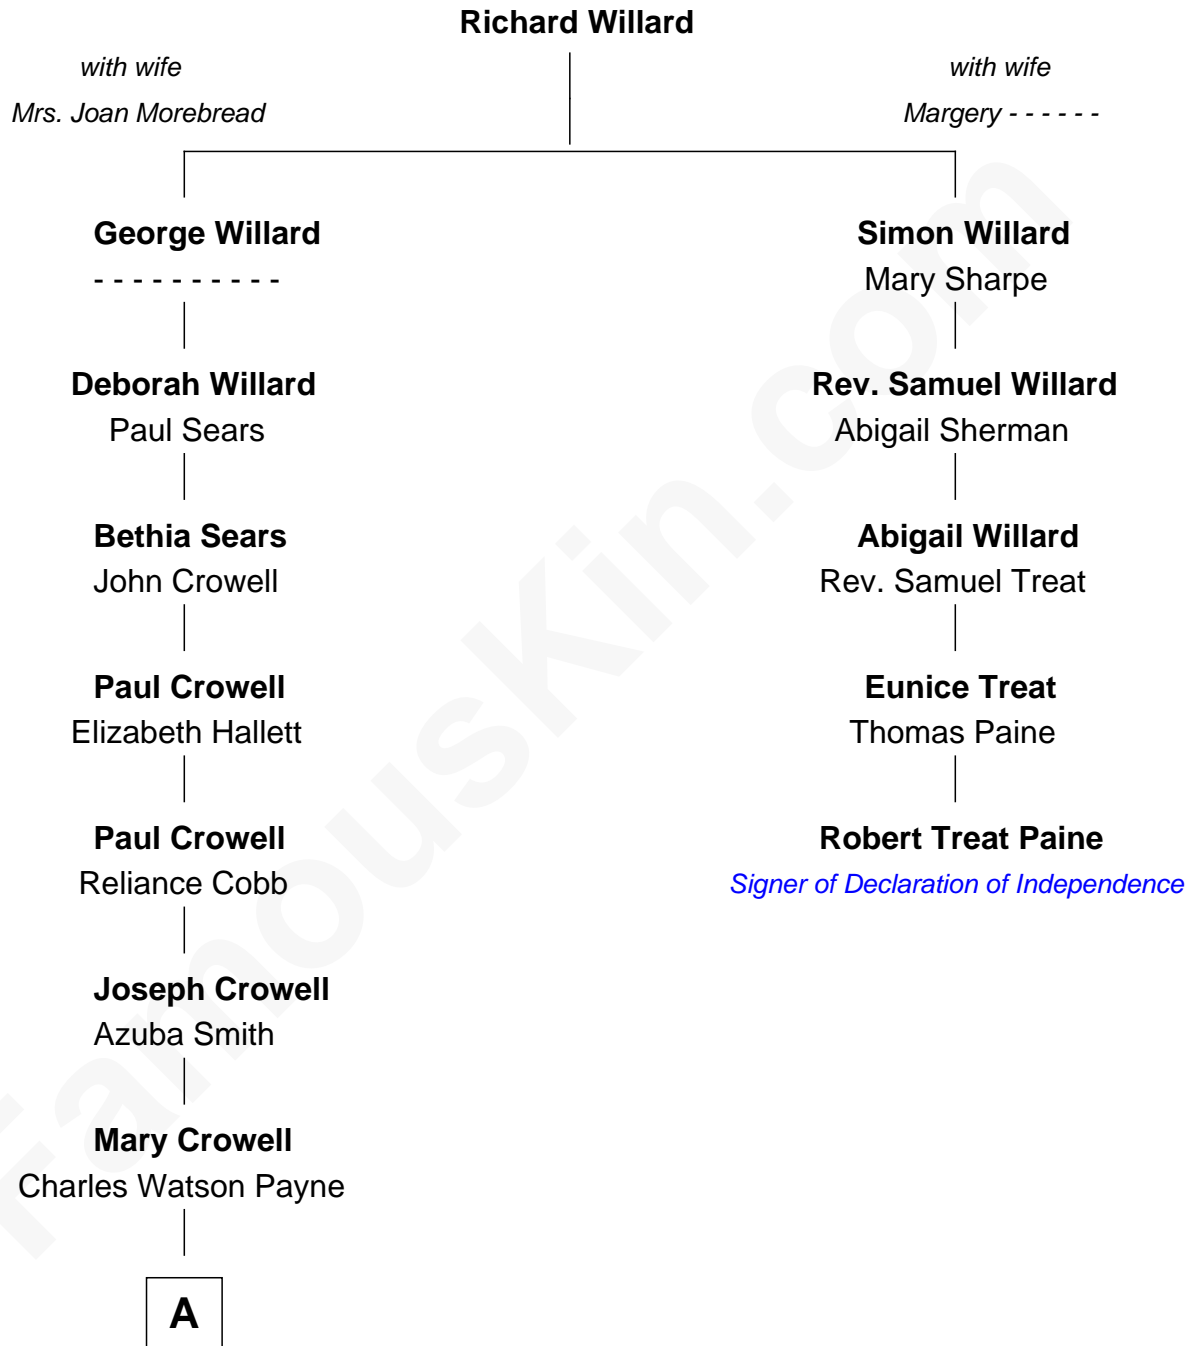 Richard Willard
with wife
Mrs. Joan Morebread
with wife
Margery - - - - - -
George Willard
- - - - - - - - - -
Simon Willard
Mary Sharpe
Deborah Willard
Paul Sears
Rev. Samuel Willard
Abigail Sherman
Bethia Sears
John Crowell
Abigail Willard
Rev. Samuel Treat
Paul Crowell
Elizabeth Hallett
Eunice Treat
Thomas Paine
Paul Crowell
Reliance Cobb
Robert Treat Paine
Signer of Declaration of Independence
Joseph Crowell
Azuba Smith
Mary Crowell
Charles Watson Payne
A
FamousKin.com